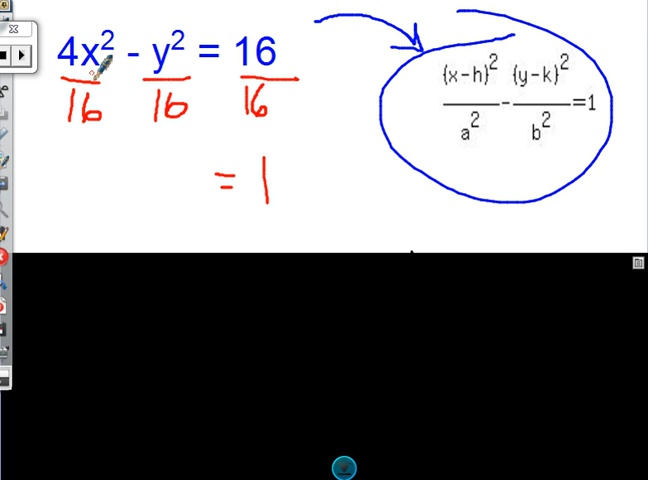 4x² - y² = 16
16 16 16
= 1
(x-h)² (y-k)²
— - — =1
a² b²